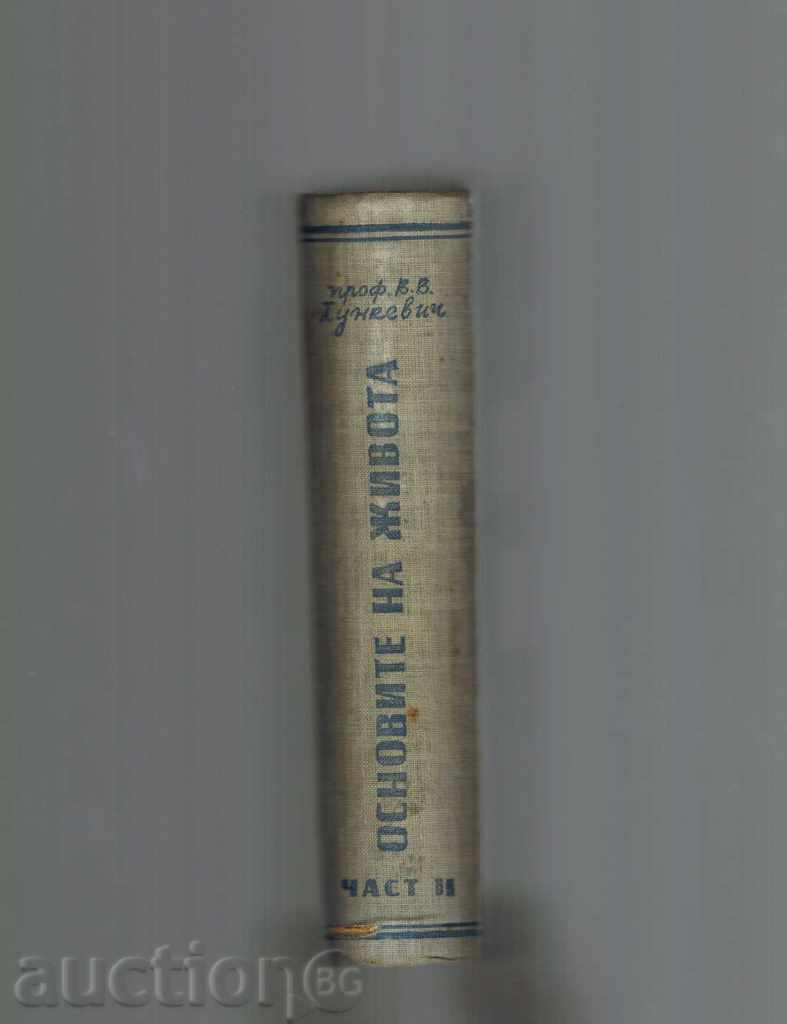 проф. В. В.
Лункевич
ОСНОВИТЕ НА ЖИВОТА
ЧАСТ II
auctionBG